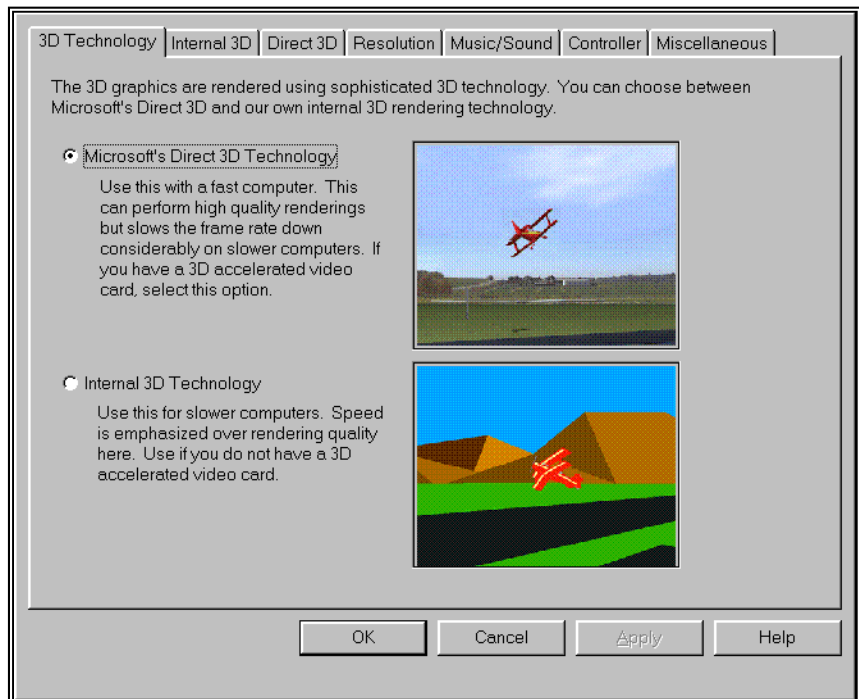 3D Technology Internal 3D Direct 3D Resolution Music/Sound Controller Miscellaneous
The 3D graphics are rendered using sophisticated 3D technology. You can choose between
Microsoft's Direct 3D and our own internal 3D rendering technology.
Microsoft's Direct 3D Technology
Use this with a fast computer. This
can perform high quality renderings
but slows the frame rate down
considerably on slower computers. If
you have a 3D accelerated video
card, select this option.
Internal 3D Technology
Use this for slower computers. Speed
is emphasized over rendering quality
here. Use if you do not have a 3D
accelerated video card.
OK Cancel Apply Help